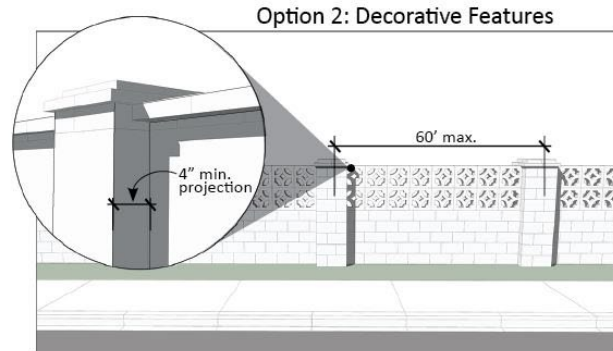 Option 2: Decorative Features
60’ max.
4” min.
projection